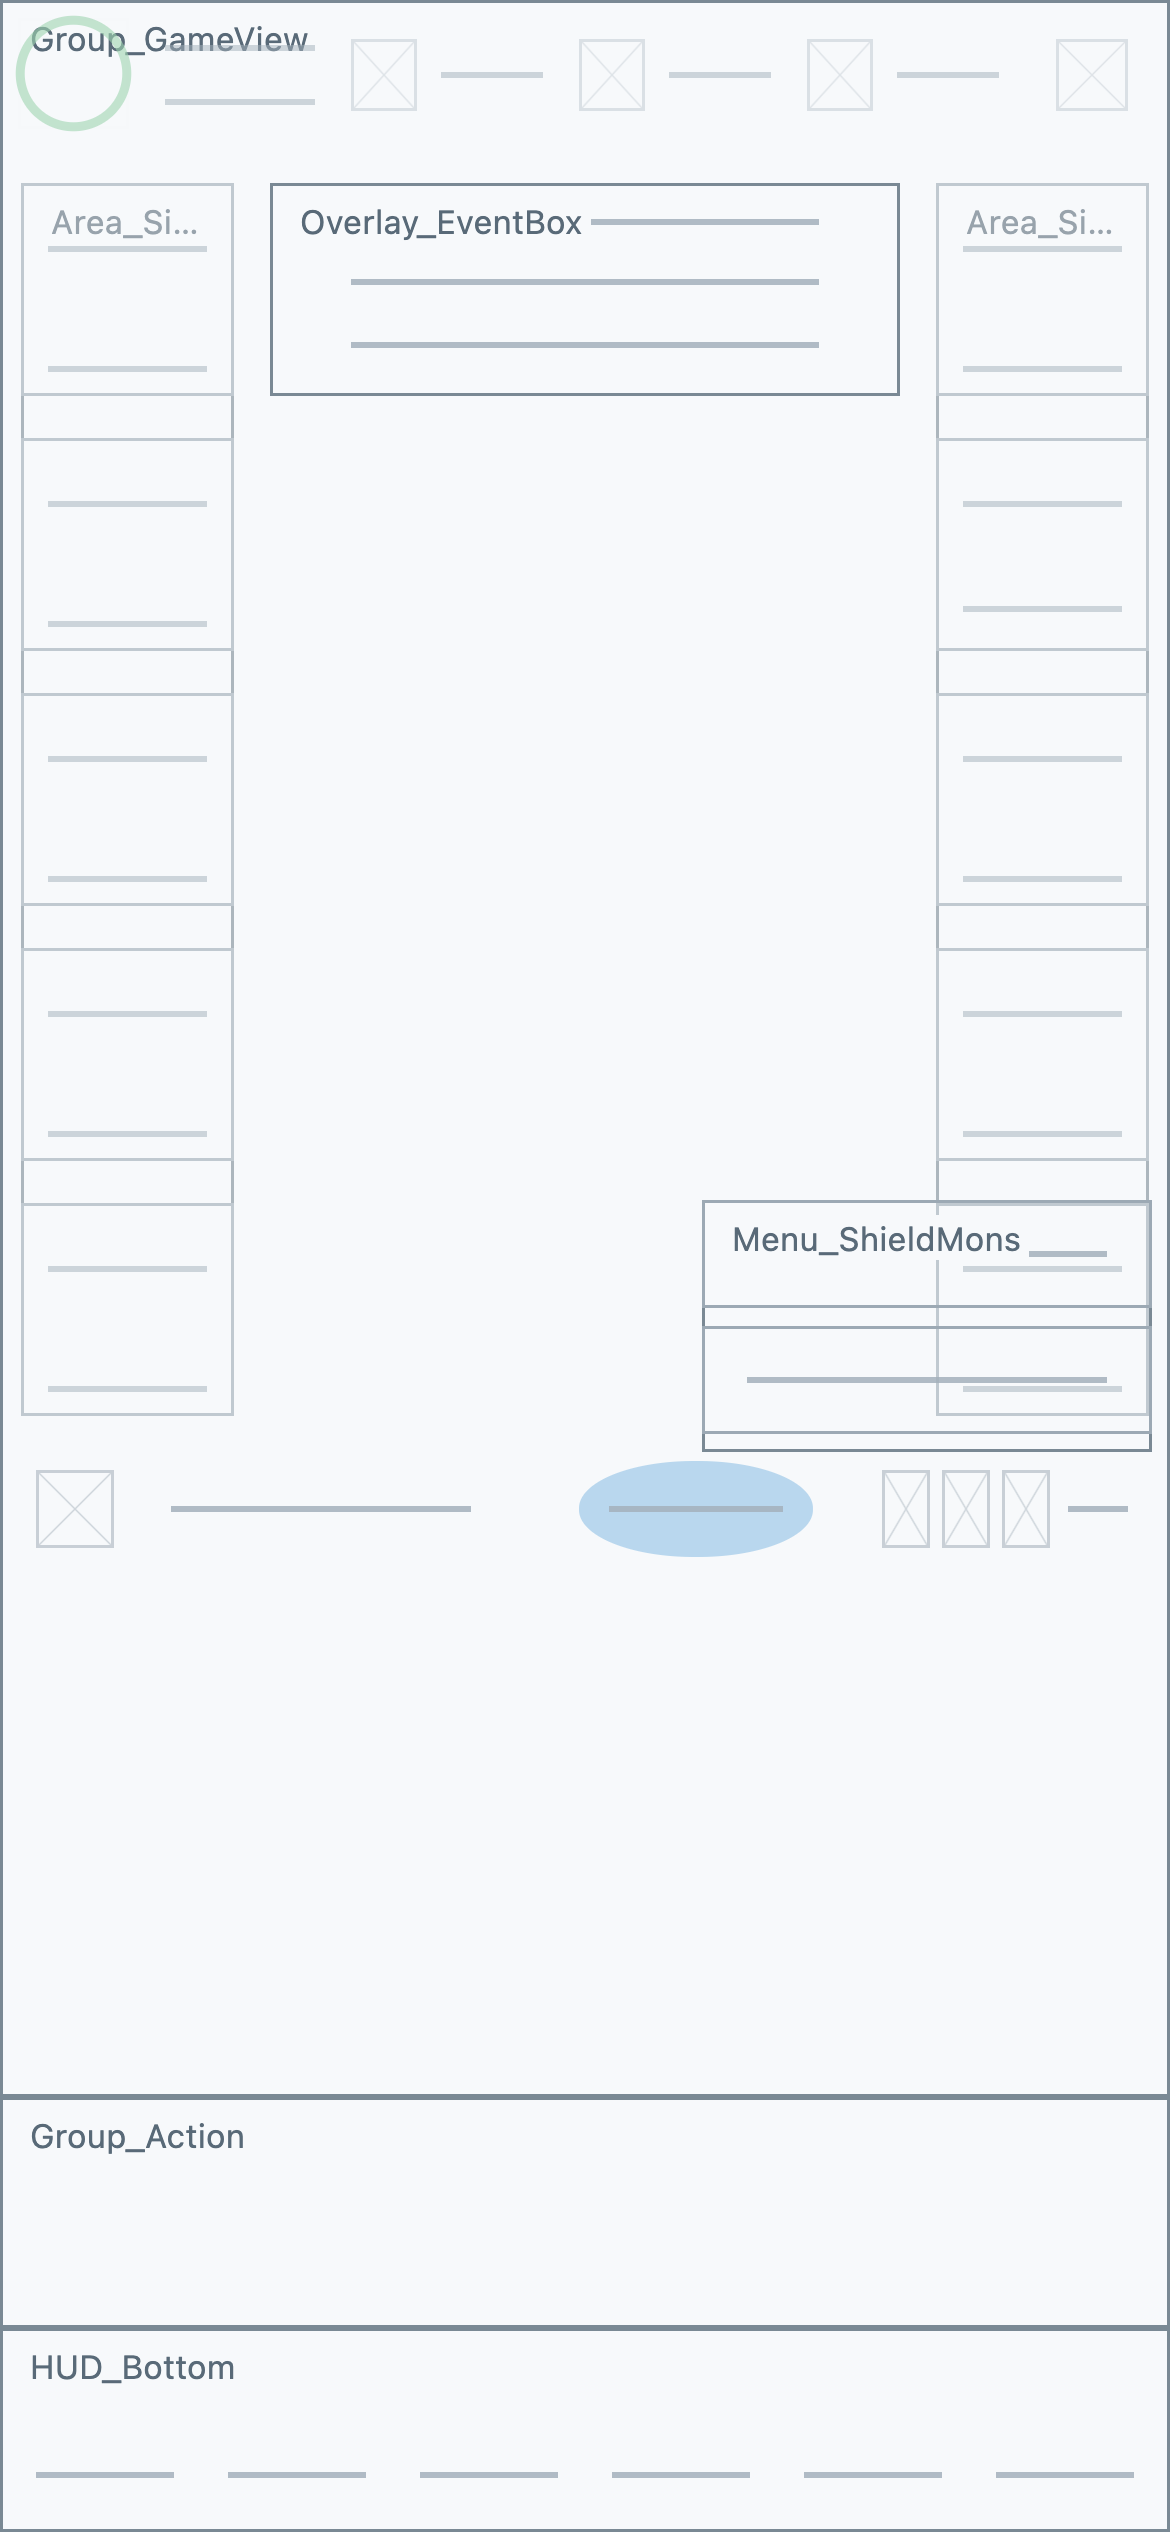 Group_GameView
Area_Si...
Overlay_EventBox
Area_Si...
Menu_ShieldMons
Group_Action
HUD_Bottom